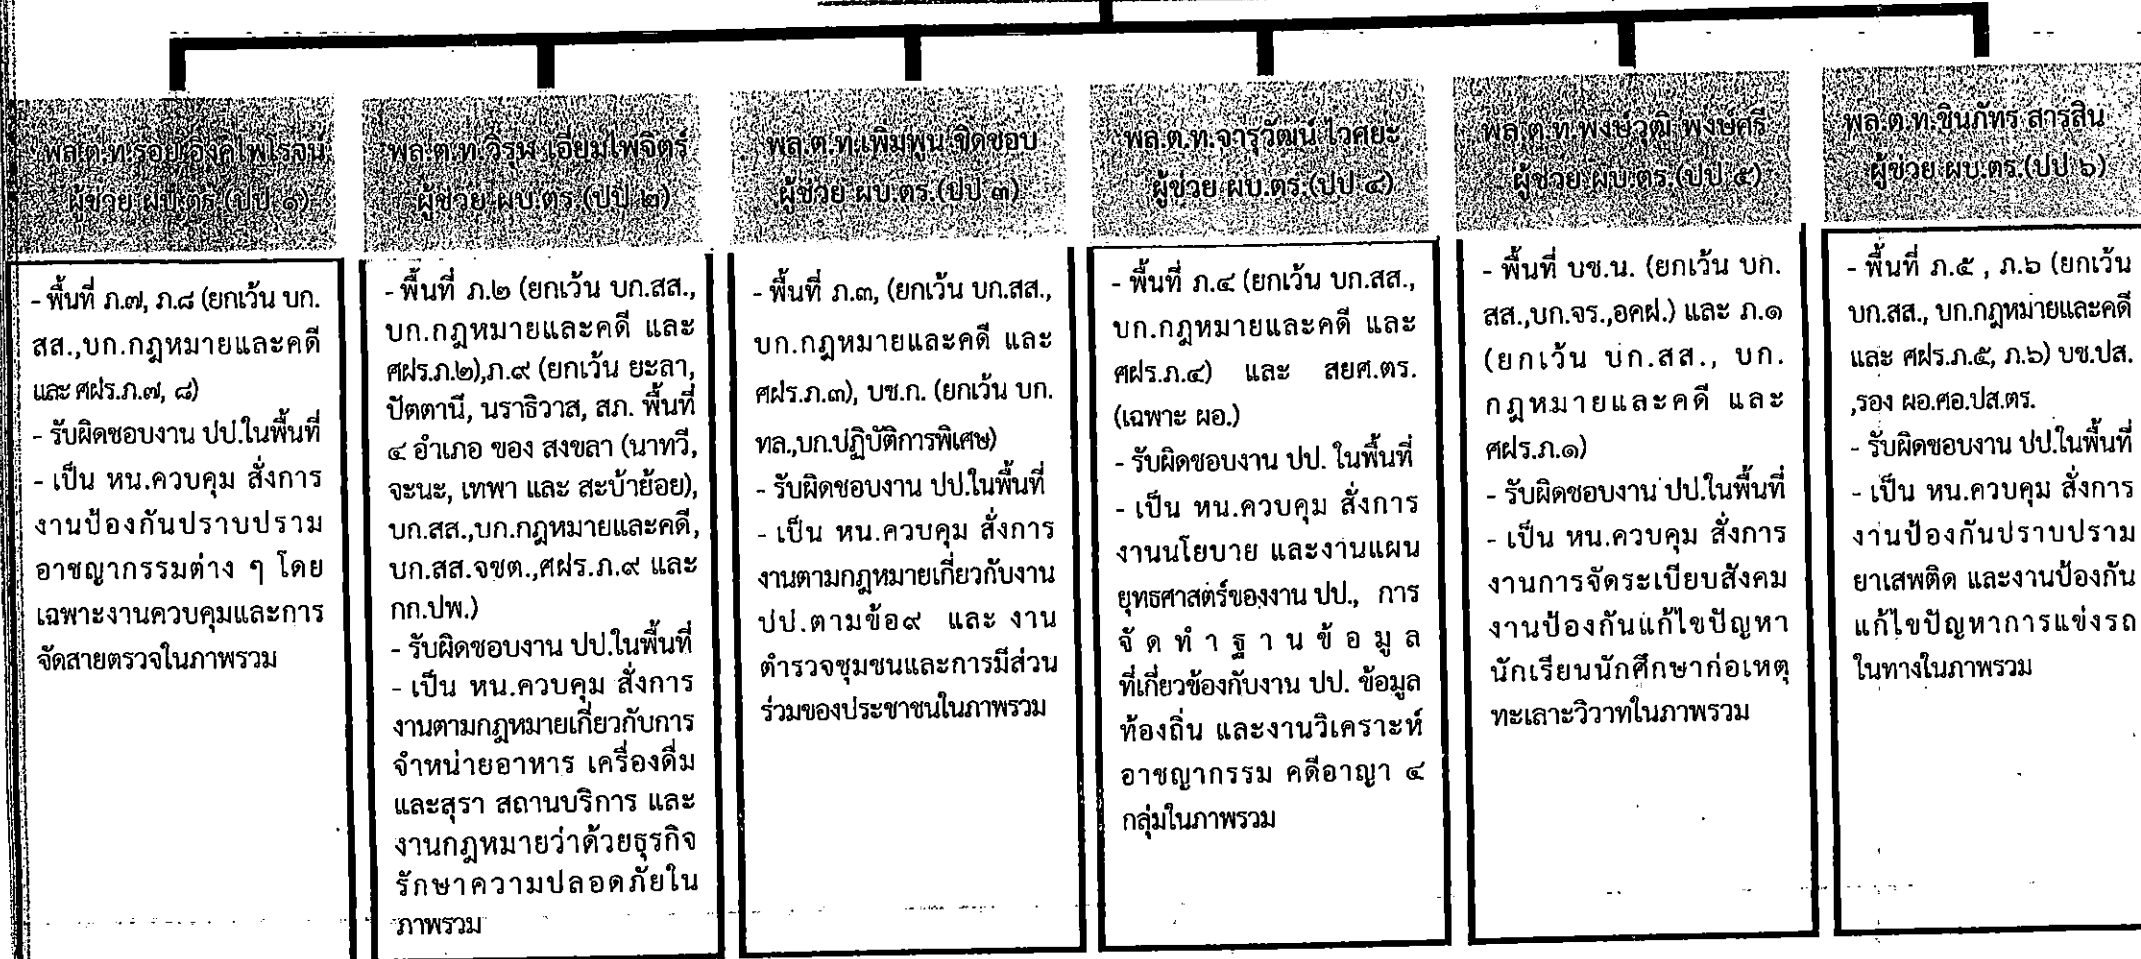 พล.ต.ท.รอย อิงคไพโรจน์
ผู้ช่วย ผบ.ตร.(ปป ๑)
- พื้นที่ ภ.๗, ภ.๘ (ยกเว้น บก.
สส.,บก.กฎหมายและคดี
และ ศฝร.ภ.๗, ๘)
- รับผิดชอบงาน ปป.ในพื้นที่
- เป็น หน.ควบคุม สั่งการ
งานป้องกันปราบปราม
อาชญากรรมต่าง ๆ โดย
เฉพาะงานควบคุมและการ
จัดสายตรวจในภาพรวม
พล.ต.ท.วิรุฬ เอี่ยมไพจิตร์
ผู้ช่วย ผบ.ตร.(ปป ๒)
- พื้นที่ ภ.๒ (ยกเว้น บก.สส.,
บก.กฎหมายและคดี และ
ศฝร.ภ.๒),ภ.๙ (ยกเว้น ยะลา,
ปัตตานี, นราธิวาส, สภ. พื้นที่
๔ อำเภอ ของ สงขลา (นาทวี,
จะนะ, เทพา และ สะบ้าย้อย),
บก.สส.,บก.กฎหมายและคดี,
บก.สส.จชต.,ศฝร.ภ.๙ และ
กก.ปพ.)
- รับผิดชอบงาน ปป.ในพื้นที่
- เป็น หน.ควบคุม สั่งการ
งานตามกฎหมายเกี่ยวกับการ
จำหน่ายอาหาร เครื่องดื่ม
และสุรา สถานบริการ และ
งานกฎหมายว่าด้วยธุรกิจ
รักษาความปลอดภัยใน
ภาพรวม
พล.ต.ท.เพิ่มพูน ชิดชอบ
ผู้ช่วย ผบ.ตร.(ปป ๓)
- พื้นที่ ภ.๓, (ยกเว้น บก.สส.,
บก.กฎหมายและคดี และ
ศฝร.ภ.๓), บช.ก. (ยกเว้น บก.
ทล.,บก.ปฏิบัติการพิเศษ)
- รับผิดชอบงาน ปป.ในพื้นที่
- เป็น หน.ควบคุม สั่งการ
งานตามกฎหมายเกี่ยวกับงาน
ปป.ตามข้อ๙ และ งาน
ตำรวจชุมชนและการมีส่วน
ร่วมของประชาชนในภาพรวม
พล.ต.ท.จารุวัฒน์ ไวศยะ
ผู้ช่วย ผบ.ตร.(ปป ๔)
- พื้นที่ ภ.๔ (ยกเว้น บก.สส.,
บก.กฎหมายและคดี และ
ศฝร.ภ.๔) และ สยศ.ตร.
(เฉพาะ ผอ.)
- รับผิดชอบงาน ปป. ในพื้นที่
- เป็น หน.ควบคุม สั่งการ
งานนโยบาย และงานแผน
ยุทธศาสตร์ของงาน ปป., การ
จัดทำฐานข้อมูล
ที่เกี่ยวข้องกับงาน ปป. ข้อมูล
ท้องถิ่น และงานวิเคราะห์
อาชญากรรม คดีอาญา ๔
กลุ่มในภาพรวม
พล.ต.ท.พงษ์วุฒิ พงษ์ศรี
ผู้ช่วย ผบ.ตร.(ปป ๕)
- พื้นที่ บช.น. (ยกเว้น บก.
สส.,บก.จร.,อคฝ.) และ ภ.๑
(ยกเว้น บก.สส., บก.
กฎหมายและคดี และ
ศฝร.ภ.๑)
- รับผิดชอบงาน ปป.ในพื้นที่
- เป็น หน.ควบคุม สั่งการ
งานการจัดระเบียบสังคม
งานป้องกันแก้ไขปัญหา
นักเรียนนักศึกษาก่อเหตุ
ทะเลาะวิวาทในภาพรวม
พล.ต.ท.ชินภัทร สารสิน
ผู้ช่วย ผบ.ตร.(ปป ๖)
- พื้นที่ ภ.๕ , ภ.๖ (ยกเว้น
บก.สส., บก.กฎหมายและคดี
และ ศฝร.ภ.๕, ภ.๖) บช.ปส.
,รอง ผอ.ศอ.ปส.ตร.
- รับผิดชอบงาน ปป.ในพื้นที่
- เป็น หน.ควบคุม สั่งการ
งานป้องกันปราบปราม
ยาเสพติด และงานป้องกัน
แก้ไขปัญหาการแข่งรถ
ในทางในภาพรวม